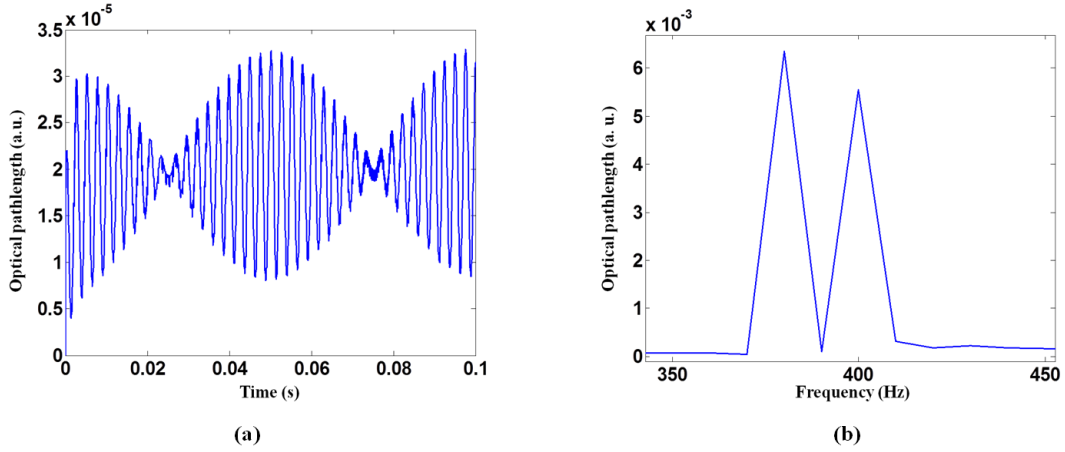 x 10⁻⁵
3.5
3
2.5
2
1.5
1
0.5
0
Optical pathlength (a.u.)
0 0.02 0.04 0.06 0.08 0.1
Time (s)
(a)
x 10⁻³
6
5
4
3
2
1
0
Optical pathlength (a. u.)
350 400 450
Frequency (Hz)
(b)